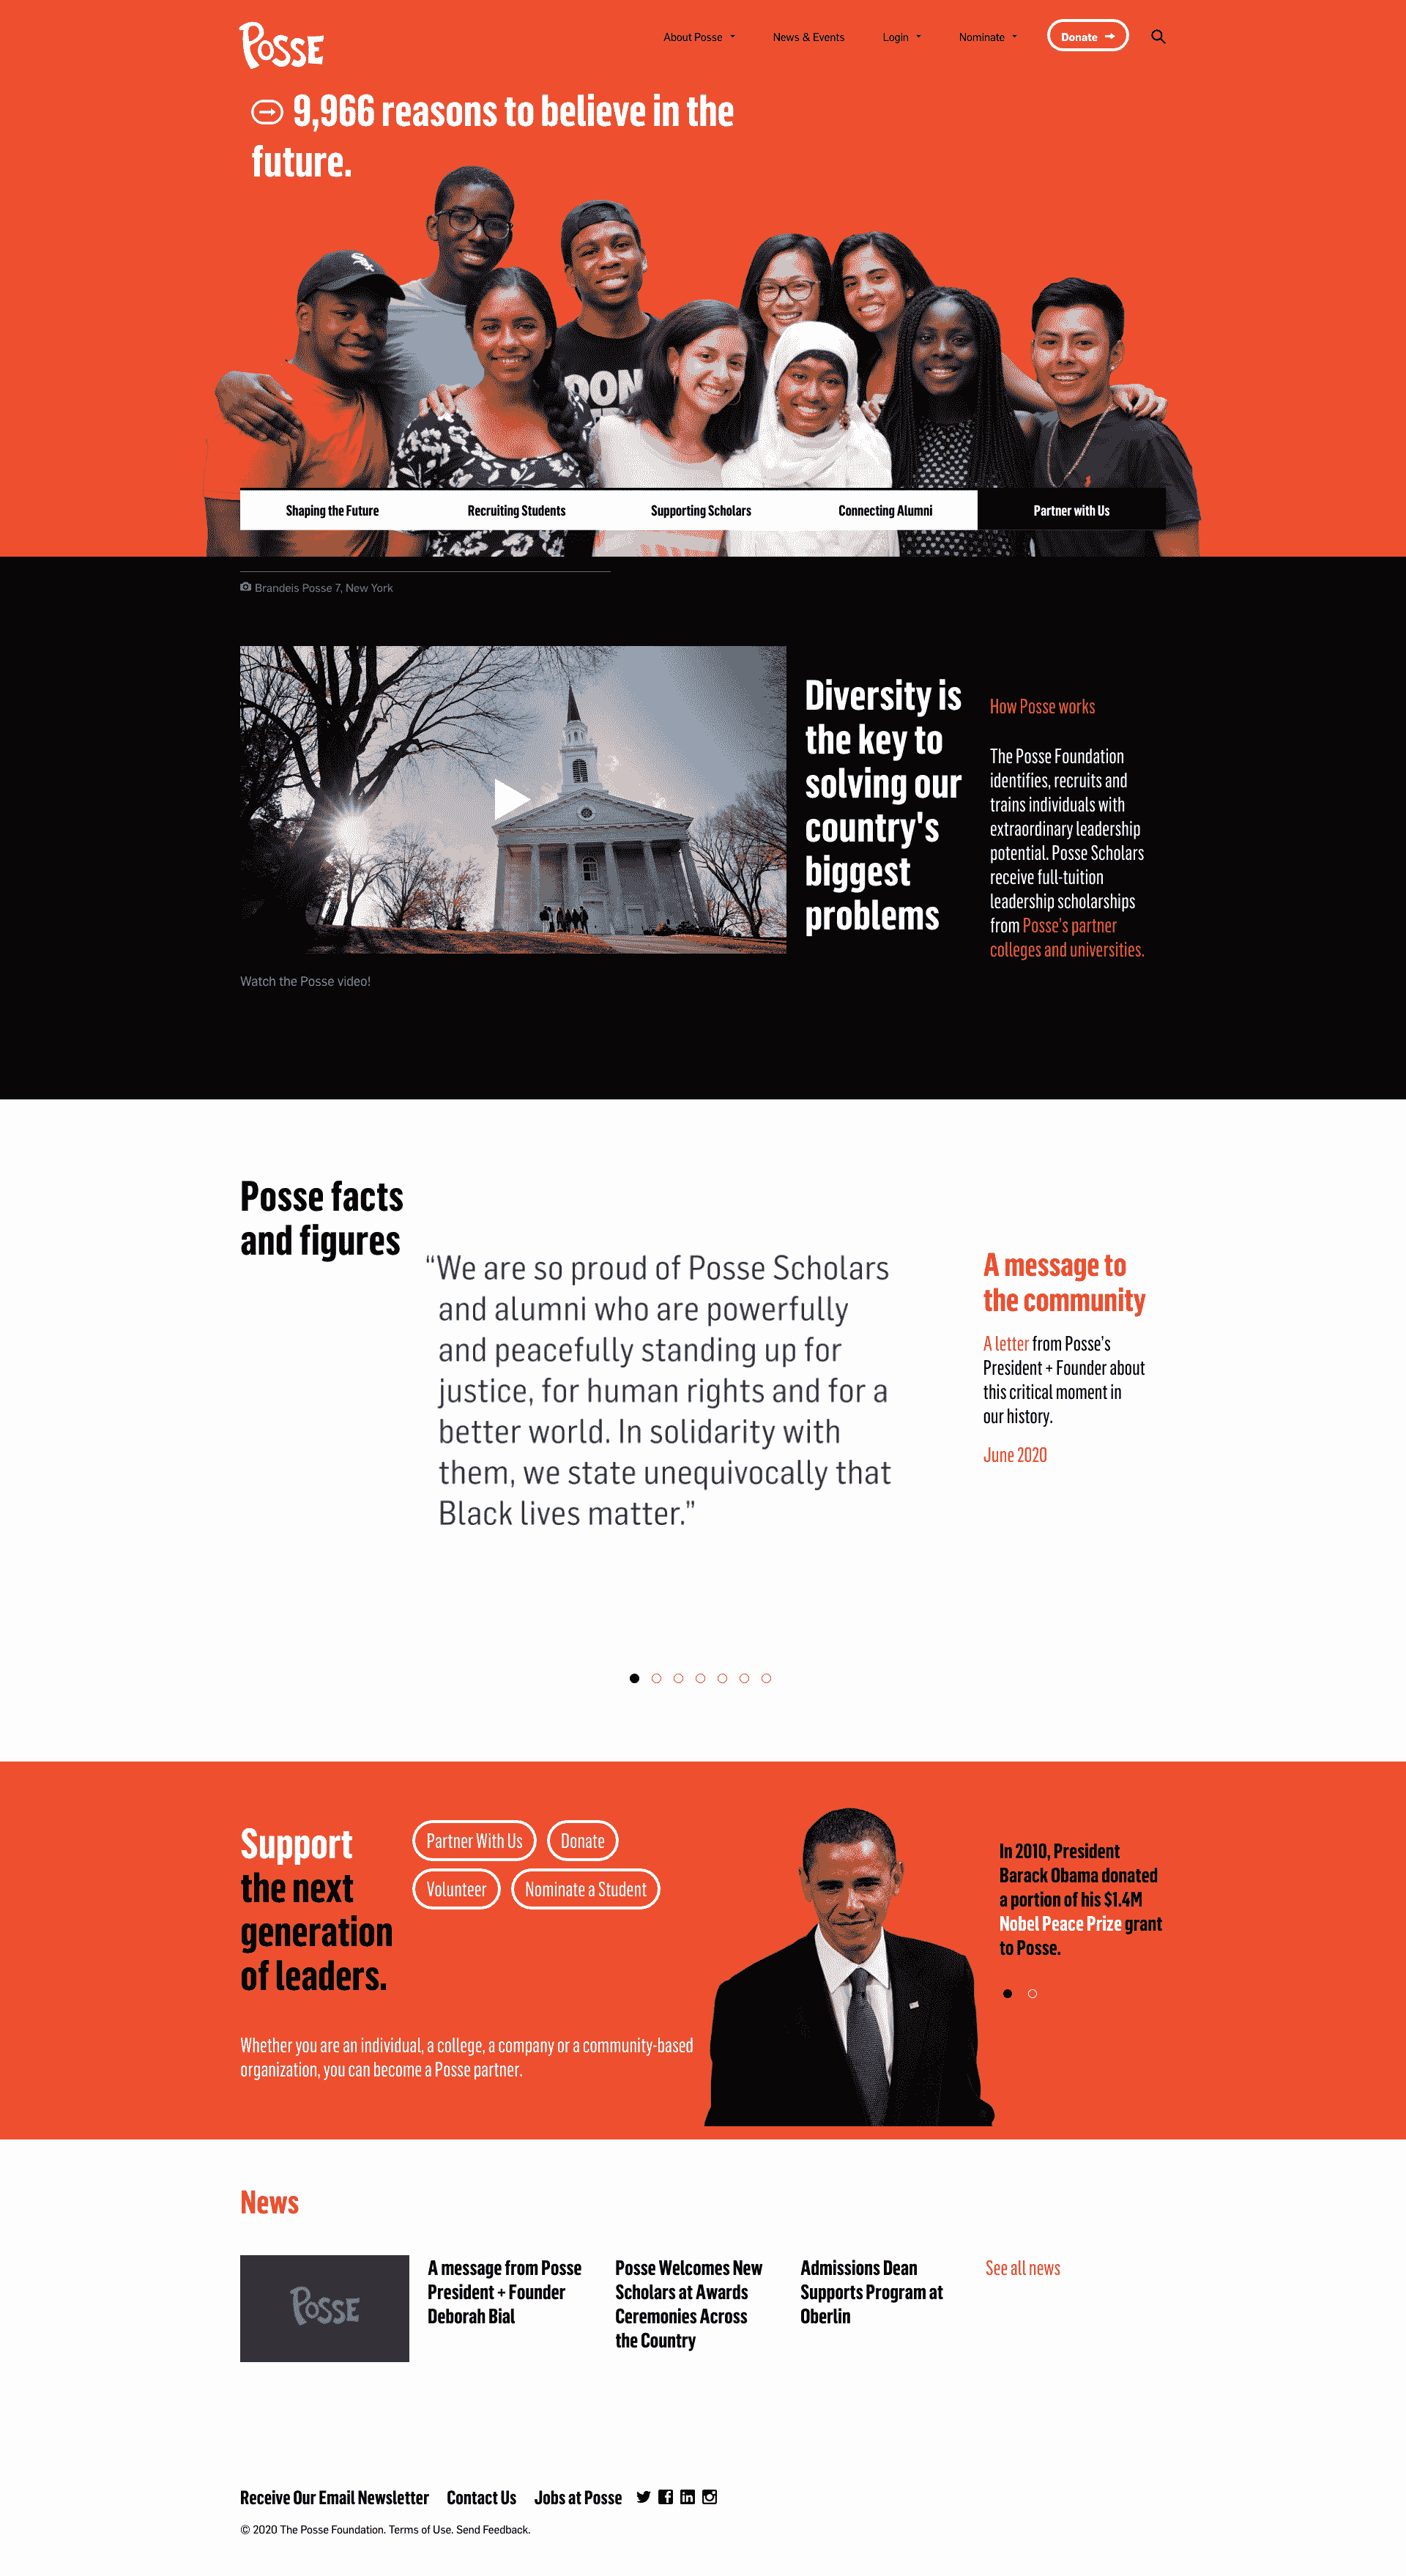 Posse
About Posse
News & Events
Login
Nominate
Donate
9,966 reasons to believe in the
future.
Sox
DON
Shaping the Future
Recruiting Students
Supporting Scholars
Connecting Alumni
Partner with Us
Brandeis Posse 7, New York
Diversity is
the key to
solving our
country's
biggest
problems
How Posse works
The Posse Foundation
identifies, recruits and
trains individuals with
extraordinary leadership
potential. Posse Scholars
receive full-tuition
leadership scholarships
from Posse's partner
colleges and universities.
Watch the Posse video!
Posse facts
and figures
“We are so proud of Posse Scholars
and alumni who are powerfully
and peacefully standing up for
justice, for human rights and for a
better world. In solidarity with
them, we state unequivocally that
Black lives matter.”
A message to
the community
A letter from Posse’s
President + Founder about
this critical moment in
our history.
June 2020
Support
the next
generation
of leaders.
Partner With Us
Donate
Volunteer
Nominate a Student
Whether you are an individual, a college, a company or a community-based
organization, you can become a Posse partner.
In 2010, President
Barack Obama donated
a portion of his $1.4M
Nobel Peace Prize grant
to Posse.
News
Posse
A message from Posse
President + Founder
Deborah Bial
Posse Welcomes New
Scholars at Awards
Ceremonies Across
the Country
Admissions Dean
Supports Program at
Oberlin
See all news
Receive Our Email Newsletter
Contact Us
Jobs at Posse
© 2020 The Posse Foundation. Terms of Use. Send Feedback.